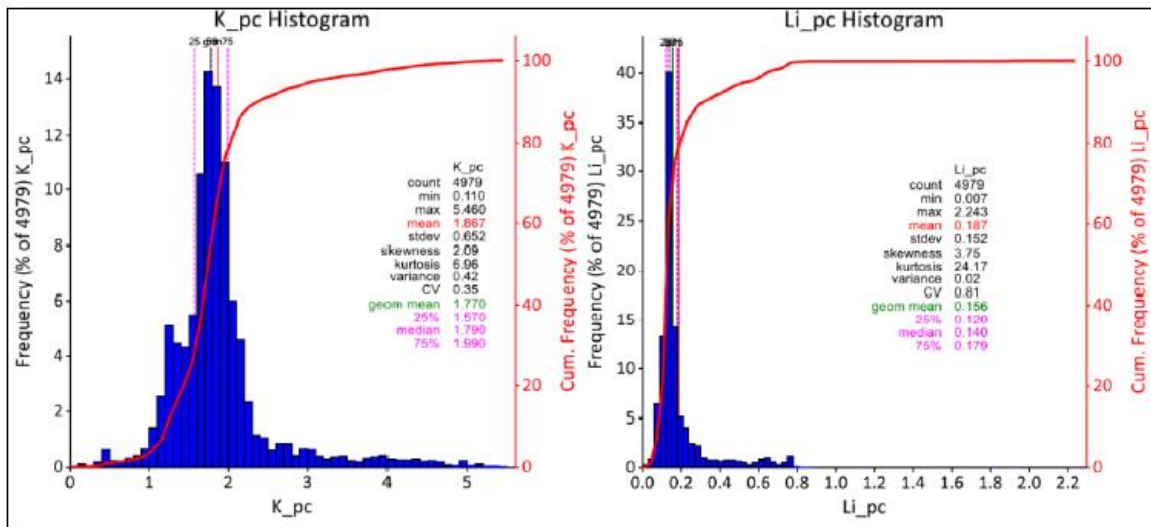 K_pc Histogram
14
12
10
8
6
4
2
0
Frequency (% of 4979) K_pc
0 1 2 3 4 5
K_pc
100
80
60
40
20
0
Cum. Frequency (% of 4979) K_pc
K_pc
count 4979
min 0.110
max 5.460
mean 1.867
stdev 0.652
skewness 2.09
kurtosis 6.96
variance 0.42
CV 0.35
geom mean 1.770
25% 1.570
median 1.790
75% 1.990
Li_pc Histogram
40
35
30
25
20
15
10
5
0
Frequency (% of 4979) Li_pc
0.0 0.2 0.4 0.6 0.8 1.0 1.2 1.4 1.6 1.8 2.0 2.2
Li_pc
100
80
60
40
20
0
Cum. Frequency (% of 4979) Li_pc
Li_pc
count 4979
min 0.007
max 2.243
mean 0.187
stdev 0.152
skewness 3.75
kurtosis 24.17
variance 0.02
CV 0.81
geom mean 0.156
25% 0.120
median 0.140
75% 0.179